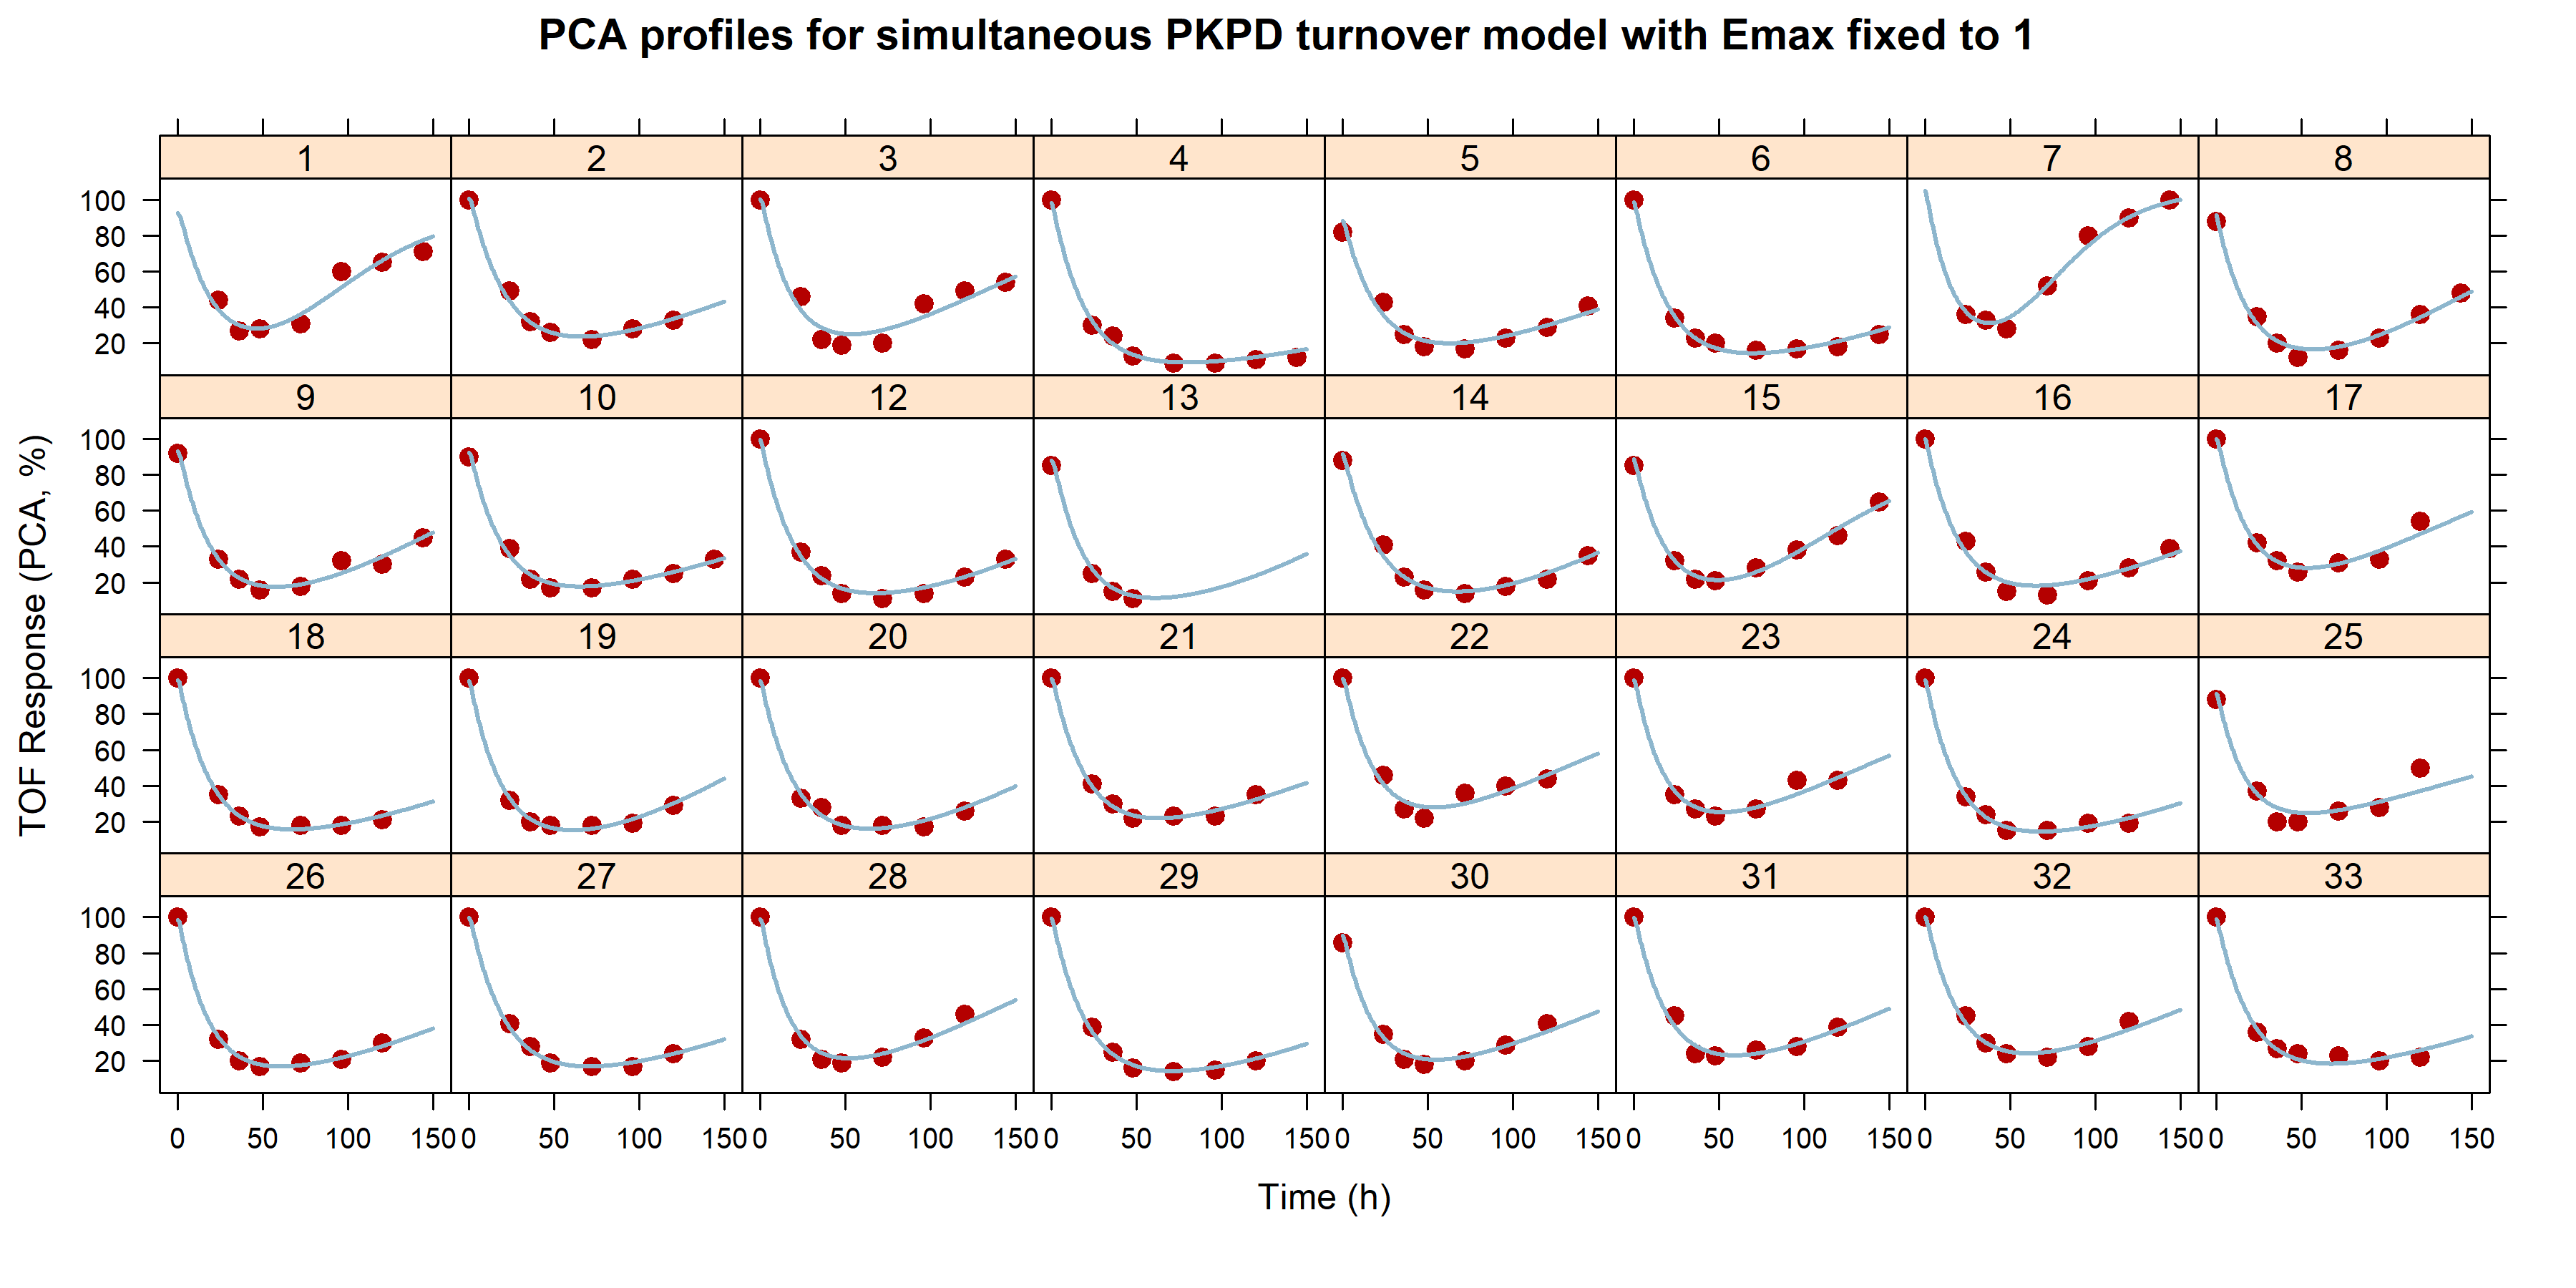 PCA profiles for simultaneous PKPD turnover model with Emax fixed to 1
1 2 3 4 5 6 7 8
100
80
60
40
20
9 10 12 13 14 15 16 17
100
80
60
40
20
18 19 20 21 22 23 24 25
100
80
60
40
20
26 27 28 29 30 31 32 33
100
80
60
40
20
TOF Response (PCA, %)
0 50 100 150 0 50 100 150 0 50 100 150 0 50 100 150 0 50 100 150 0 50 100 150 0 50 100 150 0 50 100 150
Time (h)